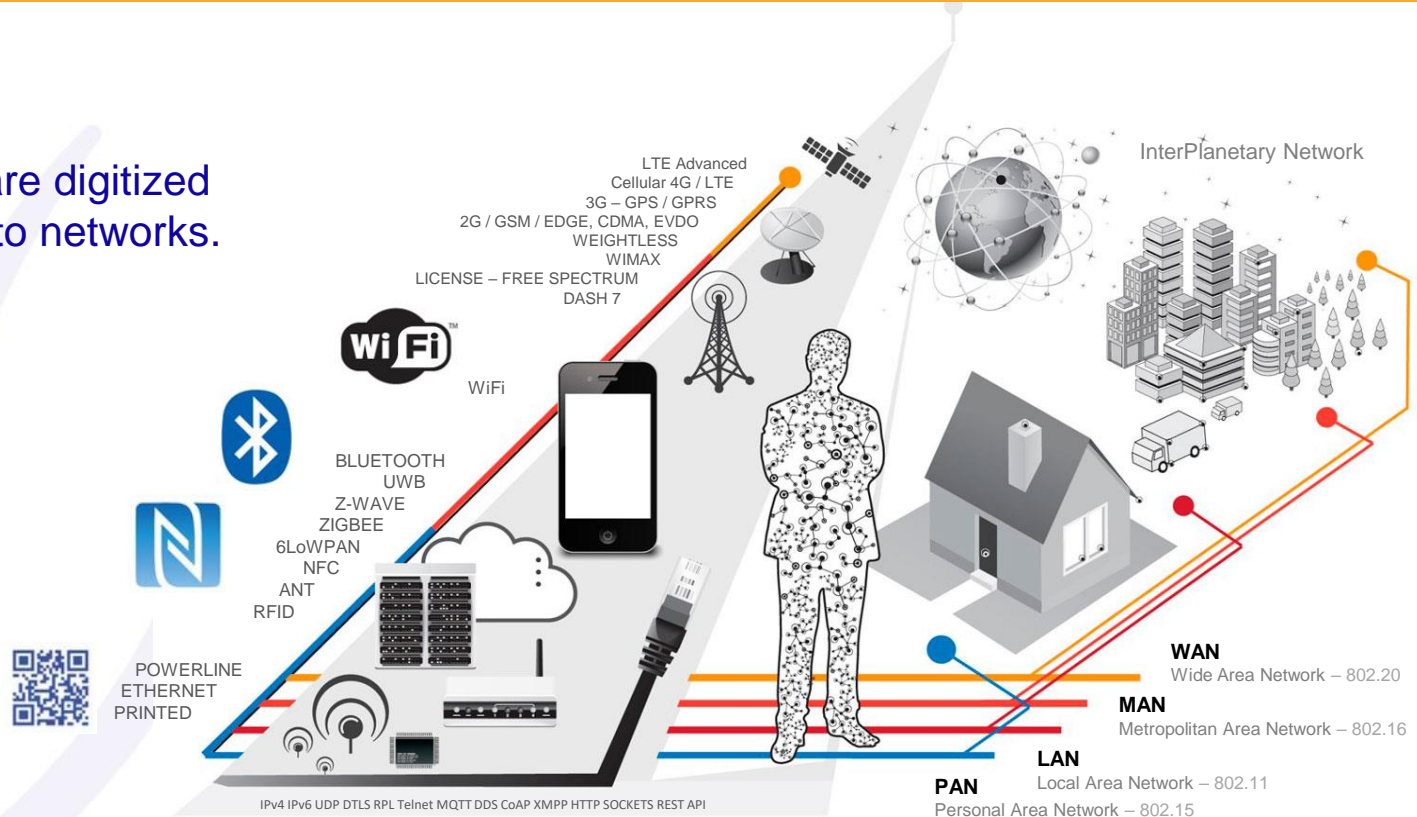 are digitized
to networks.
InterPlanetary Network
LTE Advanced
Cellular 4G / LTE
3G – GPS / GPRS
2G / GSM / EDGE, CDMA, EVDO
WEIGHTLESS
WIMAX
LICENSE – FREE SPECTRUM
DASH 7
WiFi™
WiFi
BLUETOOTH
UWB
Z-WAVE
ZIGBEE
6LoWPAN
NFC
ANT
RFID
POWERLINE
ETHERNET
PRINTED
WAN
Wide Area Network – 802.20
MAN
Metropolitan Area Network – 802.16
LAN
Local Area Network – 802.11
PAN
Personal Area Network – 802.15
IPv4 IPv6 UDP DTLS RPL Telnet MQTT DDS CoAP XMPP HTTP SOCKETS REST API